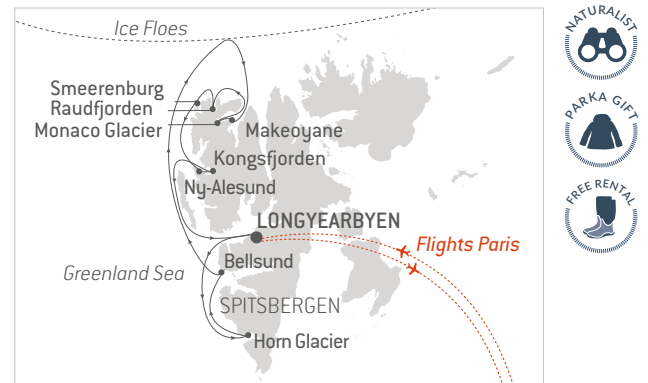 Ice Floes
Smeerenburg
Raudfjorden
Monaco Glacier
Makeoyane
Kongsfjorden
Ny-Alesund
LONGYEARBYEN
Flights Paris
Greenland Sea
Bellsund
SPITSBERGEN
Horn Glacier
NATURALIST
PARKA GIFT
FREE RENTAL